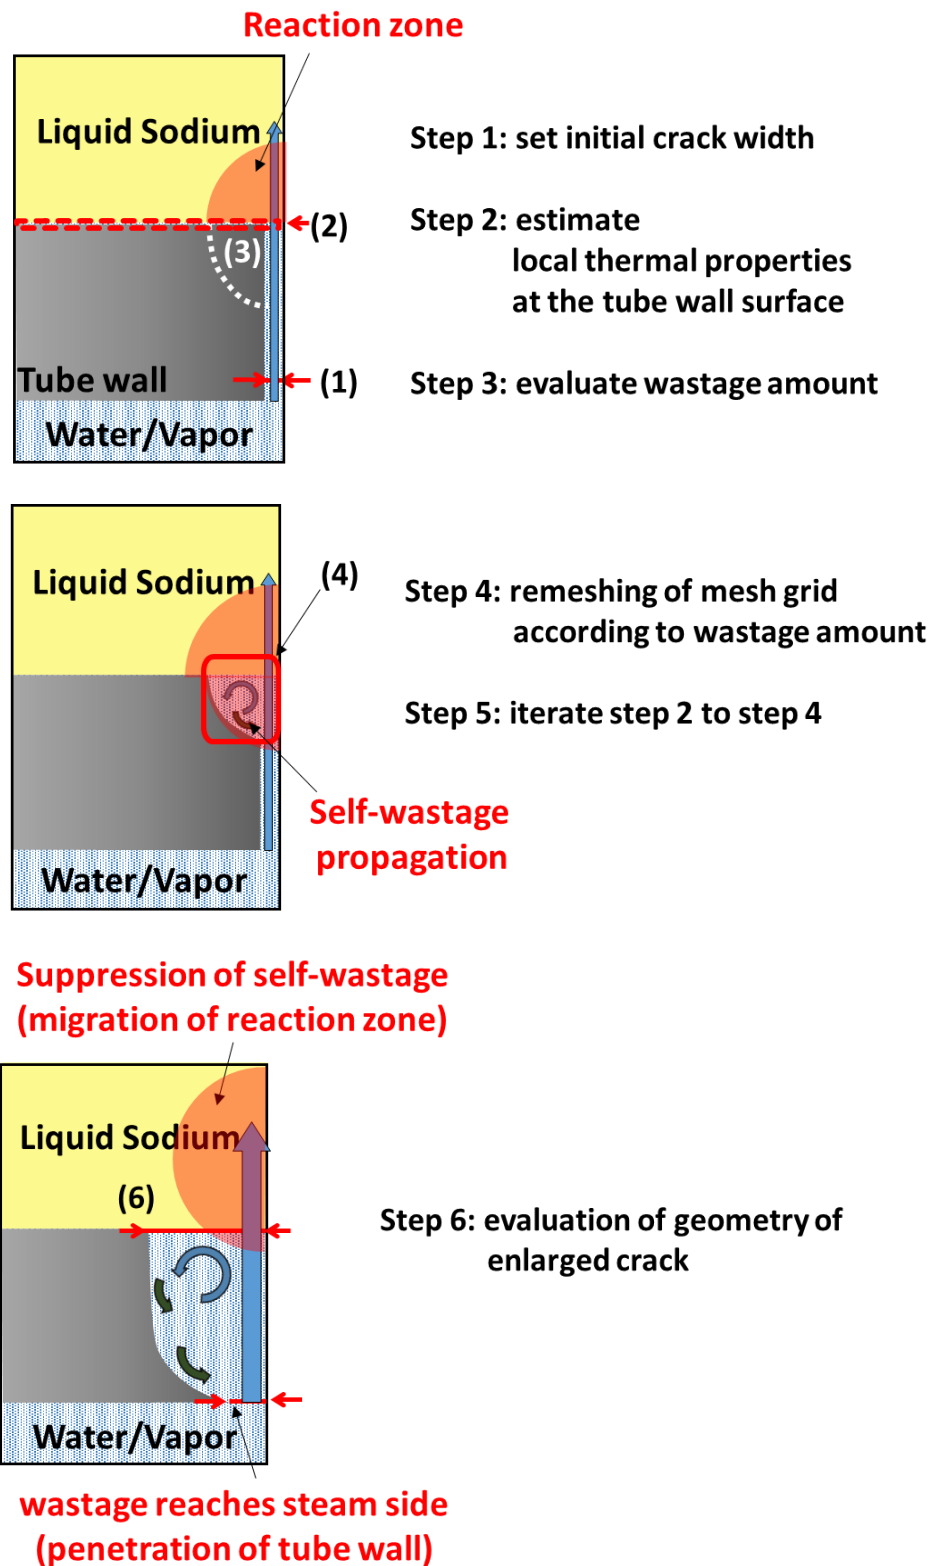 Reaction zone
Liquid Sodium
(2)
(3)
Tube wall
(1)
Water/Vapor
Step 1: set initial crack width
Step 2: estimate
local thermal properties
at the tube wall surface
Step 3: evaluate wastage amount
Liquid Sodium
(4)
Water/Vapor
Self-wastage
propagation
Step 4: remeshing of mesh grid
according to wastage amount
Step 5: iterate step 2 to step 4
Suppression of self-wastage
(migration of reaction zone)
Liquid Sodium
(6)
Water/Vapor
Step 6: evaluation of geometry of
enlarged crack
wastage reaches steam side
(penetration of tube wall)